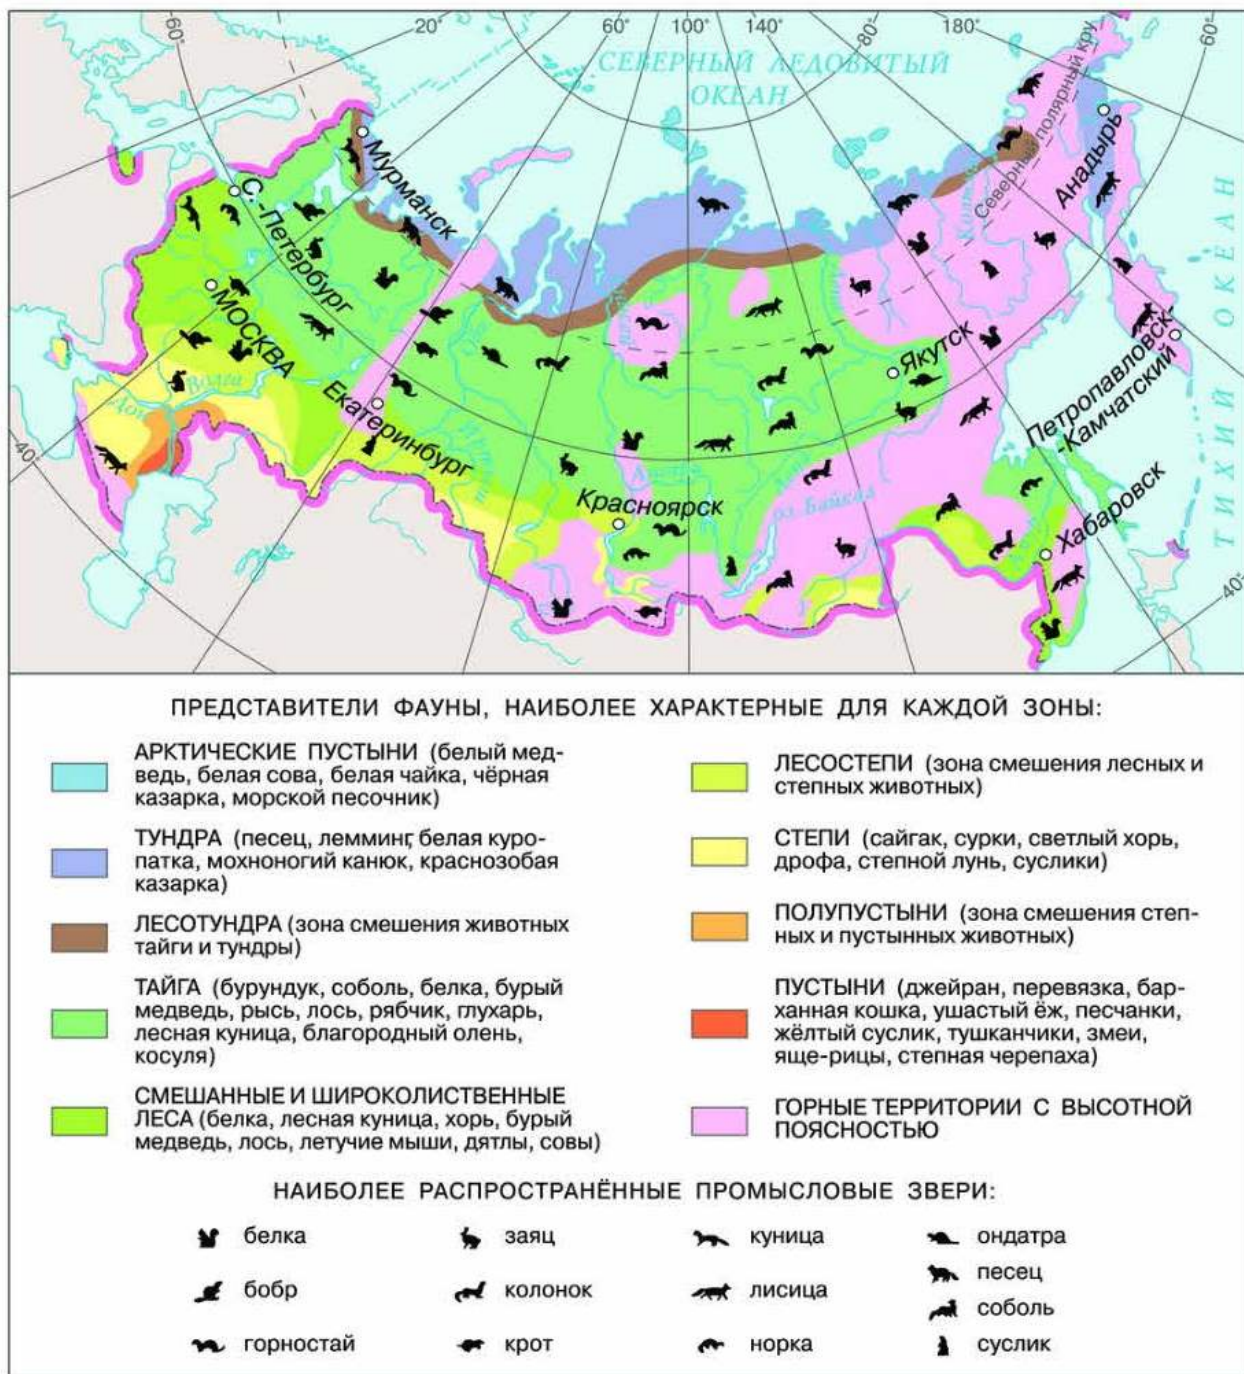 60°
20°
60°
100°
140°
80°
180°
60°
СЕВЕРНЫЙ ЛЕДОВИТЫЙ
ОКЕАН
Северный полярный кру
Мурманск
Анадырь
С.-Петербург
МОСКВА
Волга
Дон
Екатеринбург
Иртыш
Якутск
Петропавловск-
-Камчатский
ТИХИЙ ОКЕАН
Красноярск
Ангара
Лена
оз. Байкал
Хабаровск
40°
40°
ПРЕДСТАВИТЕЛИ ФАУНЫ, НАИБОЛЕЕ ХАРАКТЕРНЫЕ ДЛЯ КАЖДОЙ ЗОНЫ:
АРКТИЧЕСКИЕ ПУСТЫНИ (белый мед-
ведь, белая сова, белая чайка, чёрная
казарка, морской песочник)
ТУНДРА (песец, лемминг, белая куро-
патка, мохноногий канюк, краснозобая
казарка)
ЛЕСОТУНДРА (зона смешения животных
тайги и тундры)
ТАЙГА (бурундук, соболь, белка, бурый
медведь, рысь, лось, рябчик, глухарь,
лесная куница, благородный олень,
косуля)
СМЕШАННЫЕ И ШИРОКОЛИСТВЕННЫЕ
ЛЕСА (белка, лесная куница, хорь, бурый
медведь, лось, летучие мыши, дятлы, совы)
ЛЕСОСТЕПИ (зона смешения лесных и
степных животных)
СТЕПИ (сайгак, сурки, светлый хорь,
дрофа, степной лунь, суслики)
ПОЛУПУСТЫНИ (зона смешения степ-
ных и пустынных животных)
ПУСТЫНИ (джейран, перевязка, бар-
ханная кошка, ушастый ёж, песчанки,
жёлтый суслик, тушканчики, змеи,
яще-рицы, степная черепаха)
ГОРНЫЕ ТЕРРИТОРИИ С ВЫСОТНОЙ
ПОЯСНОСТЬЮ
НАИБОЛЕЕ РАСПРОСТРАНЁННЫЕ ПРОМЫСЛОВЫЕ ЗВЕРИ:
белка
бобр
горностай
заяц
колонок
крот
куница
лисица
норка
ондатра
песец
соболь
суслик